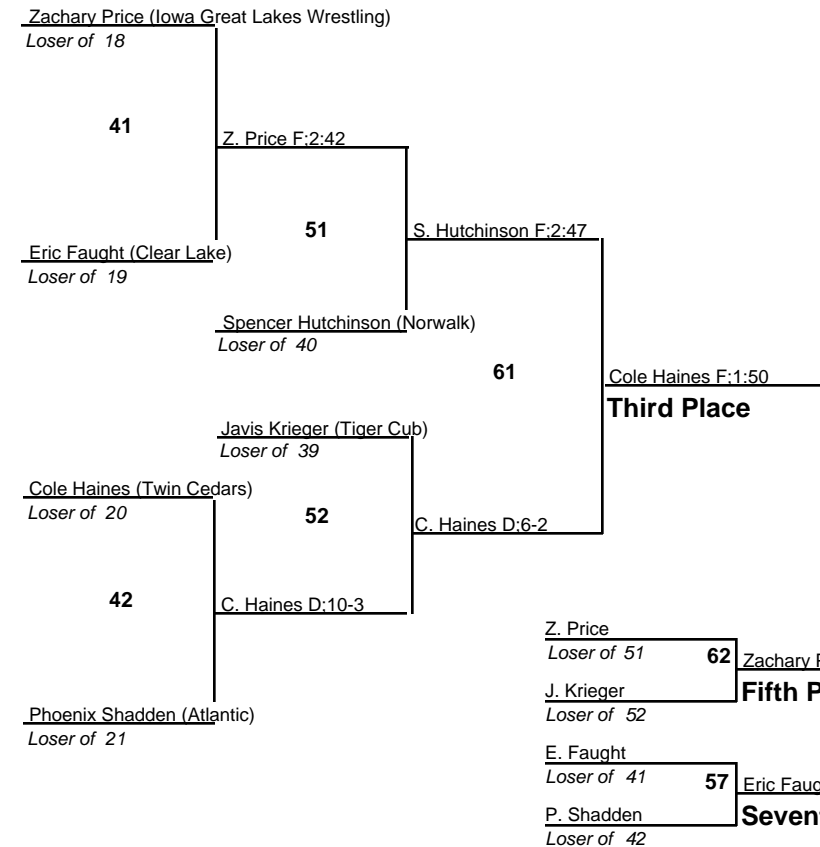 Zachary Price (Iowa Great Lakes Wrestling)
Loser of 18
41
Z. Price F;2:42
Eric Faught (Clear Lake)
Loser of 19
51
S. Hutchinson F;2:47
Spencer Hutchinson (Norwalk)
Loser of 40
61
Cole Haines F;1:50
Third Place
Javis Krieger (Tiger Cub)
Loser of 39
Cole Haines (Twin Cedars)
Loser of 20
52
C. Haines D;6-2
42
C. Haines D;10-3
Phoenix Shadden (Atlantic)
Loser of 21
Z. Price
Loser of 51
62
Zachary
J. Krieger
Loser of 52
Fifth
E. Faught
Loser of 41
57
Eric
P. Shadden
Loser of 42